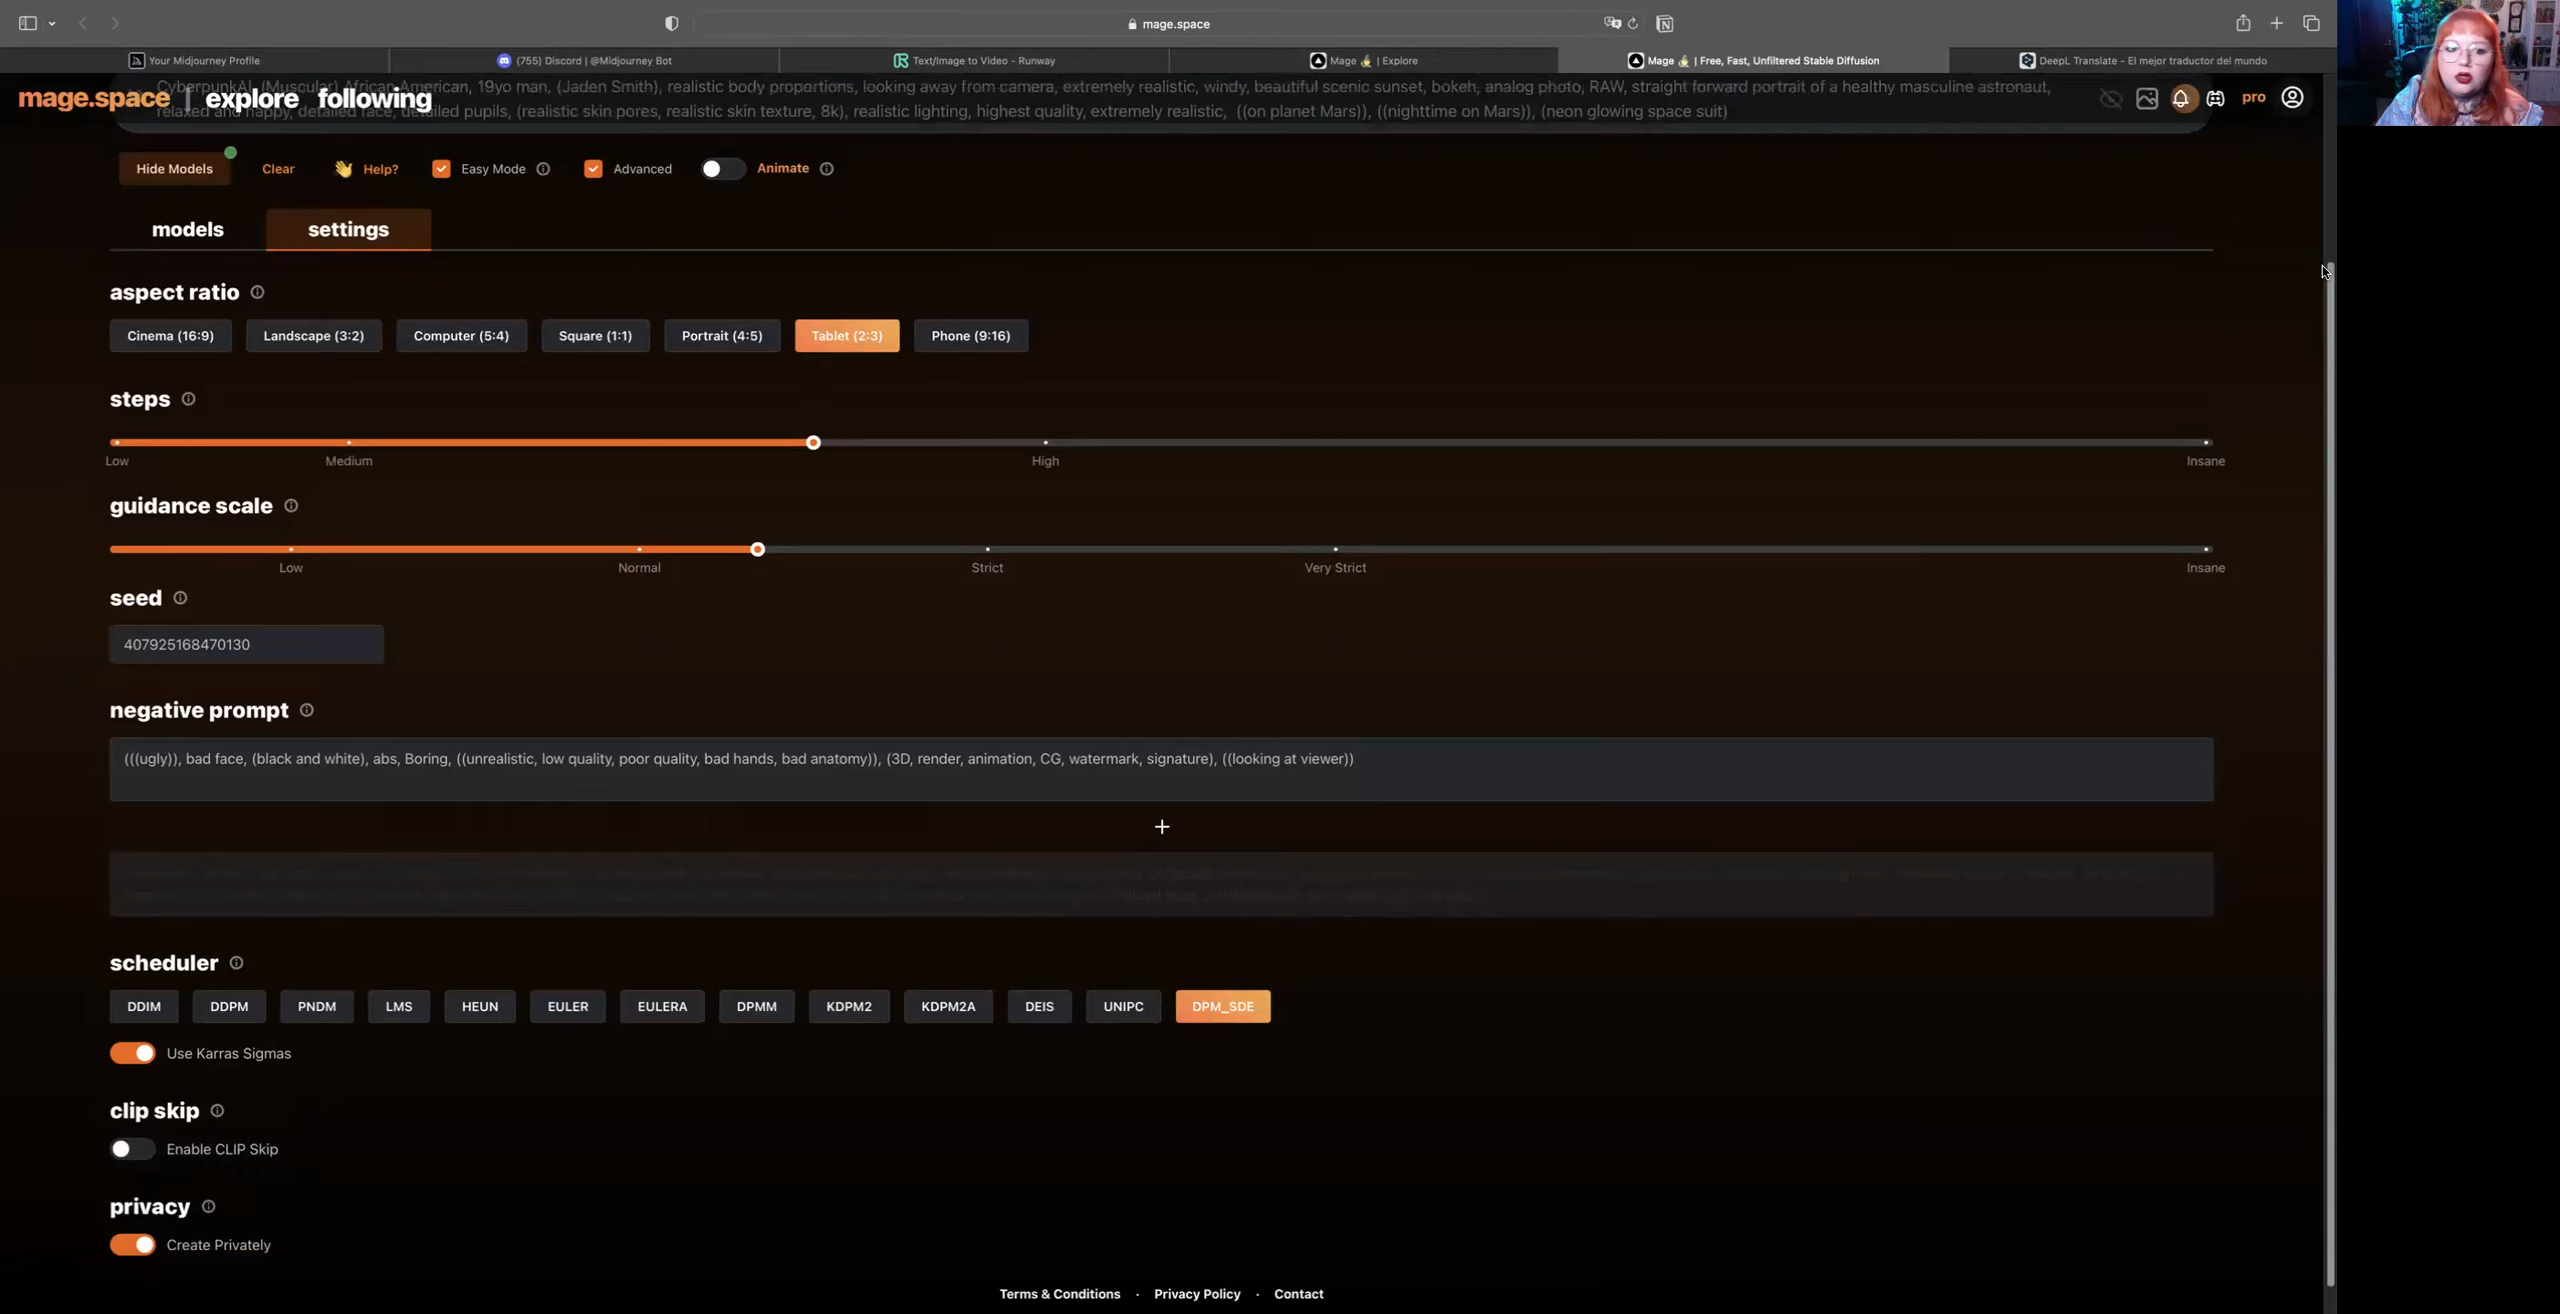 mage.space
Your Midjourney Profile
(755) Discord | @Midjourney Bot
Text/Image to Video - Runway
Mage | Explore
Mage | Free, Fast, Unfiltered Stable Diffusion
DeepL Translate - El mejor traductor del mundo
CyberpunkAI, (Muscular) African American, 19yo man, (Jaden Smith), realistic body proportions, looking away from camera, extremely realistic, windy, beautiful scenic sunset, bokeh, analog photo, RAW, straight forward portrait of a healthy masculine astronaut,
mage.space | explore following
pro
relaxed and happy, detailed face, detailed pupils, (realistic skin pores, realistic skin texture, 8k), realistic lighting, highest quality, extremely realistic, ((on planet Mars)), ((nighttime on Mars)), (neon glowing space suit)
Hide Models Clear Help? Easy Mode Advanced Animate
models settings
aspect ratio
Cinema (16:9) Landscape (3:2) Computer (5:4) Square (1:1) Portrait (4:5) Tablet (2:3) Phone (9:16)
steps
Low Medium High Insane
guidance scale
Low Normal Strict Very Strict Insane
seed
407925168470130
negative prompt
(((ugly)), bad face, (black and white), abs, Boring, ((unrealistic, low quality, poor quality, bad hands, bad anatomy)), (3D, render, animation, CG, watermark, signature), ((looking at viewer))
+
scheduler
DDIM DDPM PNDM LMS HEUN EULER EULERA DPMM KDPM2 KDPM2A DEIS UNIPC DPM_SDE
Use Karras Sigmas
clip skip
Enable CLIP Skip
privacy
Create Privately
Terms & Conditions · Privacy Policy · Contact